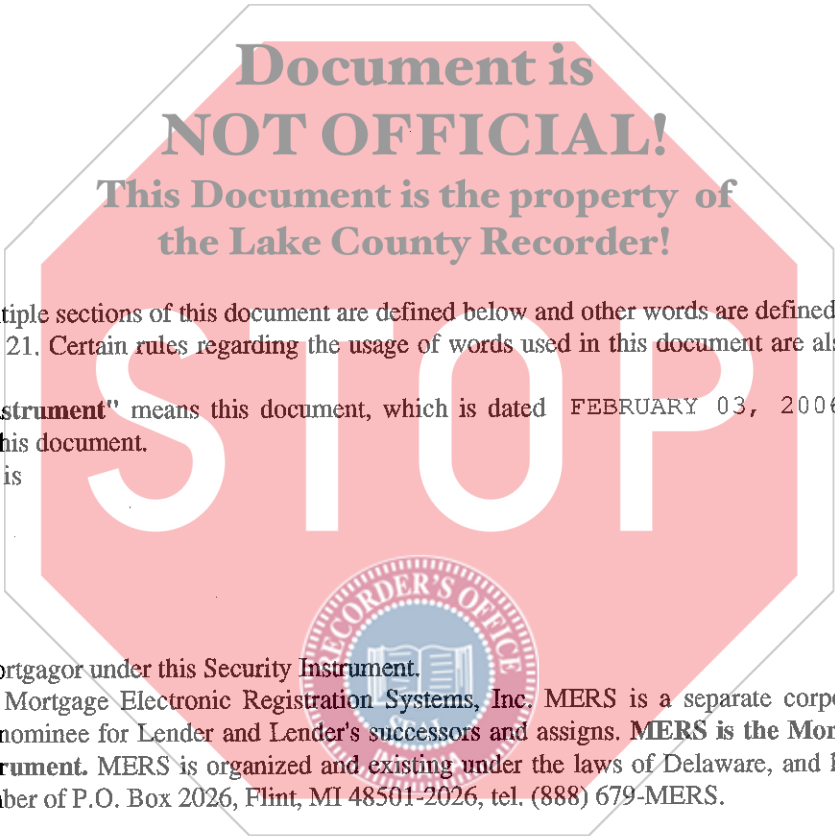 Document is
NOT OFFICIAL!
This Document is the property of
the Lake County Recorder!
tiple sections of this document are defined below and other words are defined
21. Certain rules regarding the usage of words used in this document are als
strument" means this document, which is dated FEBRUARY 03, 2006
his document.
is
STOP
RECORDER'S OFFICE
ortgagor under this Security Instrument.
Mortgage Electronic Registration Systems, Inc. MERS is a separate corp
nominee for Lender and Lender's successors and assigns. MERS is the Mor
SEAL
rument. MERS is organized and existing under the laws of Delaware, and
ber of P.O. Box 2026, Flint, MI 48501-2026, tel. (888) 679-MERS.